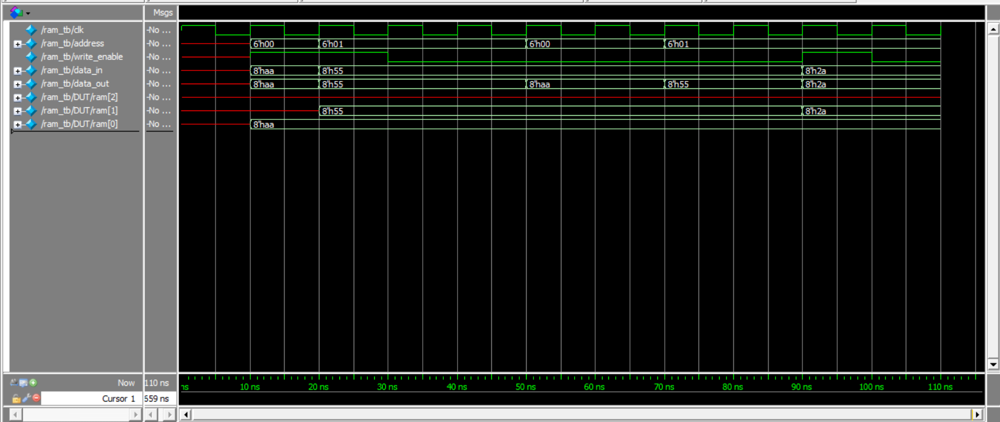 Msgs
/ram_tb/clk -No ...
/ram_tb/address -No ... 6'h00 6'h01 6'h00 6'h01
/ram_tb/write_enable -No ...
/ram_tb/data_in -No ... 8'haa 8'h55 8'h2a
/ram_tb/data_out -No ... 8'haa 8'h55 8'haa 8'h55 8'h2a
/ram_tb/DUT/ram[2] -No ...
/ram_tb/DUT/ram[1] -No ... 8'h55 8'h2a
/ram_tb/DUT/ram[0] -No ... 8'haa
Now 110 ns
ns 10 ns 20 ns 30 ns 40 ns 50 ns 60 ns 70 ns 80 ns 90 ns 100 ns 110 ns
Cursor 1 559 ns